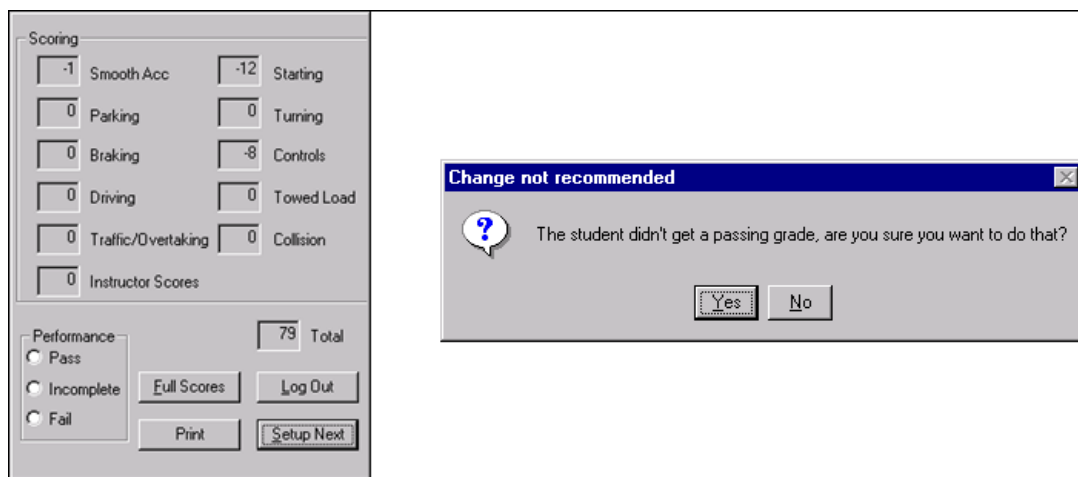 Scoring
-1 Smooth Acc -12 Starting
0 Parking 0 Turning
0 Braking -8 Controls
0 Driving 0 Towed Load
0 Traffic/Overtaking 0 Collision
0 Instructor Scores
Performance
79 Total
Pass
Incomplete
Fail
Full Scores
Log Out
Print
Setup Next
Change not recommended
The student didn't get a passing grade, are you sure you want to do that?
Yes
No